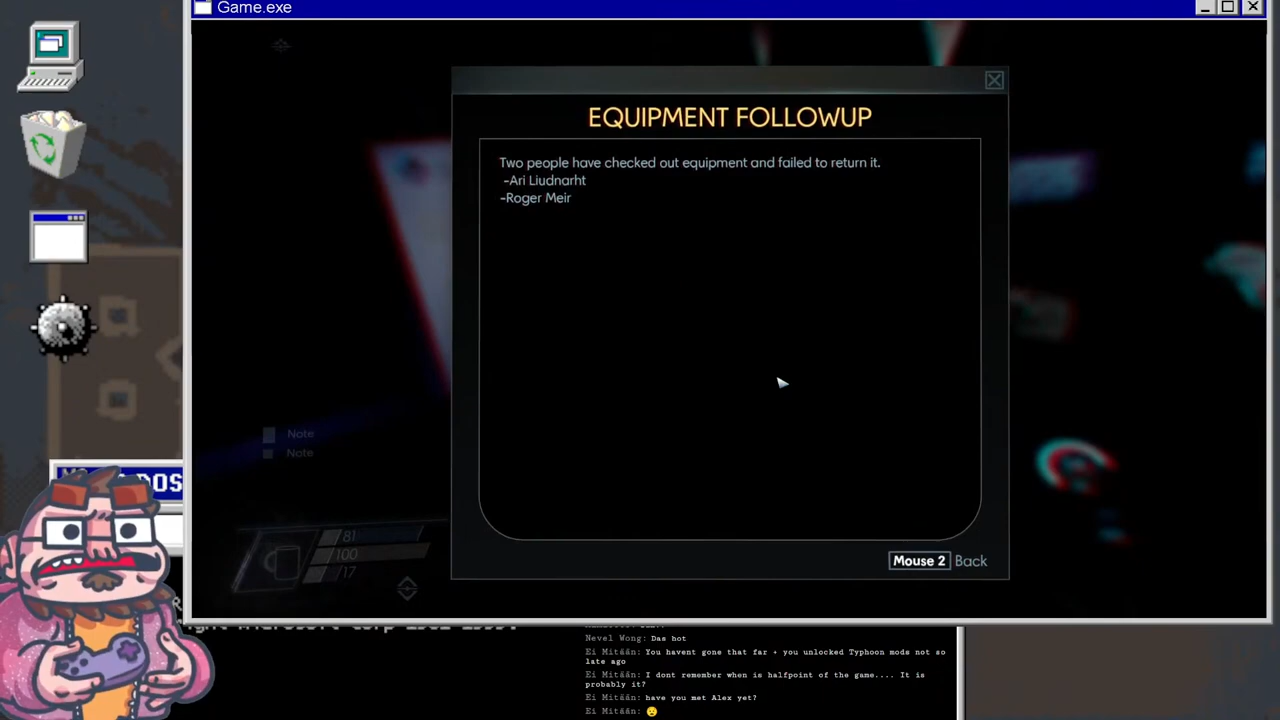 Game.exe
EQUIPMENT FOLLOWUP
Two people have checked out equipment and failed to return it.
-Ari Liudnarht
-Roger Meir
Note
Note
81
100
/17
Mouse 2 Back
Nevel Wong: Das hot
Ei Mitään: You havent gone that far + you unlocked Typhoon mode not so
late ago
Ei Mitään: I dont remember when is halfpoint of the game.... It is
probably it?
Ei Mitään: have you met Alex yet?
Ei Mitään: 😟